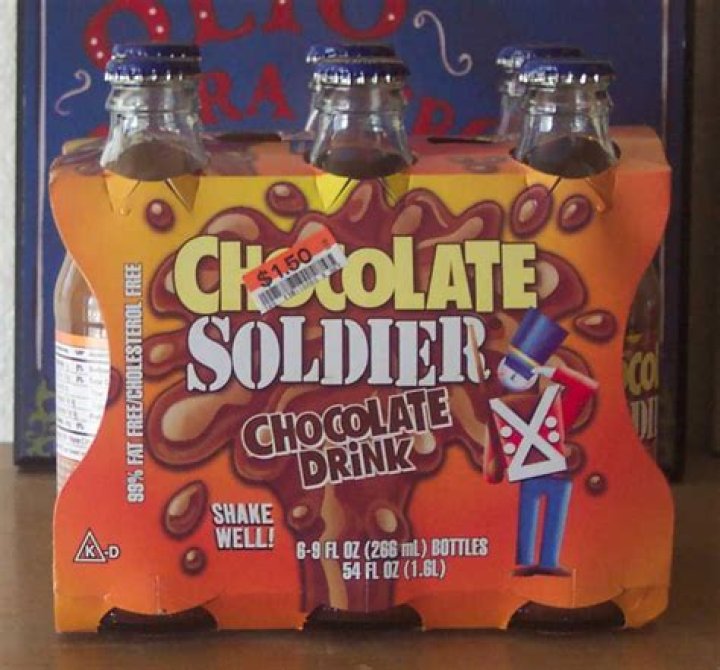 OLIO
CHOCOLATE
$1.50
SOLDIER
CHOCOLATE
DRiNK
99% FAT FREE/CHOLESTEROL FREE
SHAKE
WELL!
6-9 FL OZ (266 mL) BOTTLES
54 FL OZ (1.6L)
K-D